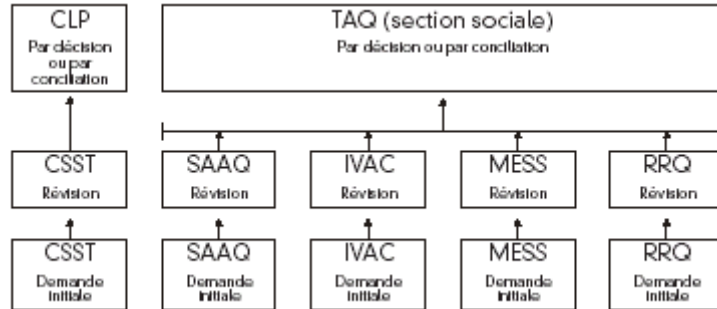 CLP
Par décision
ou par
conciliation
TAQ (section sociale)
Par décision ou par conciliation
CSST
Révision
SAAQ
Révision
IVAC
Révision
MESS
Révision
RRQ
Révision
CSST
Demande
initiale
SAAQ
Demande
initiale
IVAC
Demande
initiale
MESS
Demande
initiale
RRQ
Demande
initiale